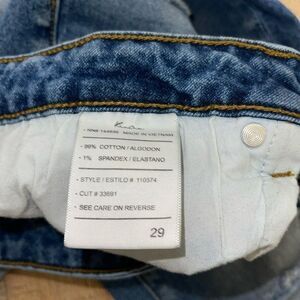 MADE IN VIETNAM
- 99% COTTON / ALGODON
- 1% SPANDEX / ELASTANO
- STYLE / ESTILO # 110574
- CUT # 33691
- SEE CARE ON REVERSE
29